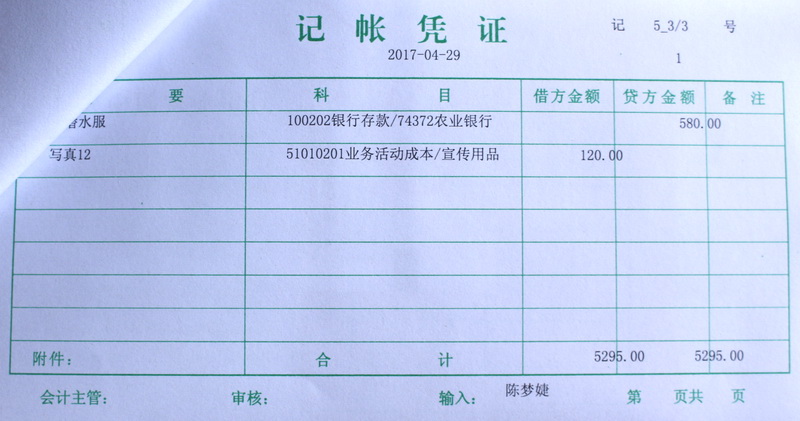 记帐凭证
记 5_3/3 号
2017-04-29
1
要 科目 借方金额 贷方金额 备注
潜水服 100202银行存款/74372农业银行 580.00
写真12 51010201业务活动成本/宣传用品 120.00
附件: 合计 5295.00 5295.00
会计主管: 审核: 输入: 陈梦婕 第 页共 页